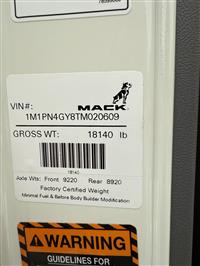 VIN#:
MACK
1M1PN4GY8TM020609
GROSS WT: 18140 lb
18140
Axle Wts: Front 9220 Rear 8920
Factory Certified Weight
Minimal Fuel & Before Body Builder Modification
WARNING
GUIDELINES FOR